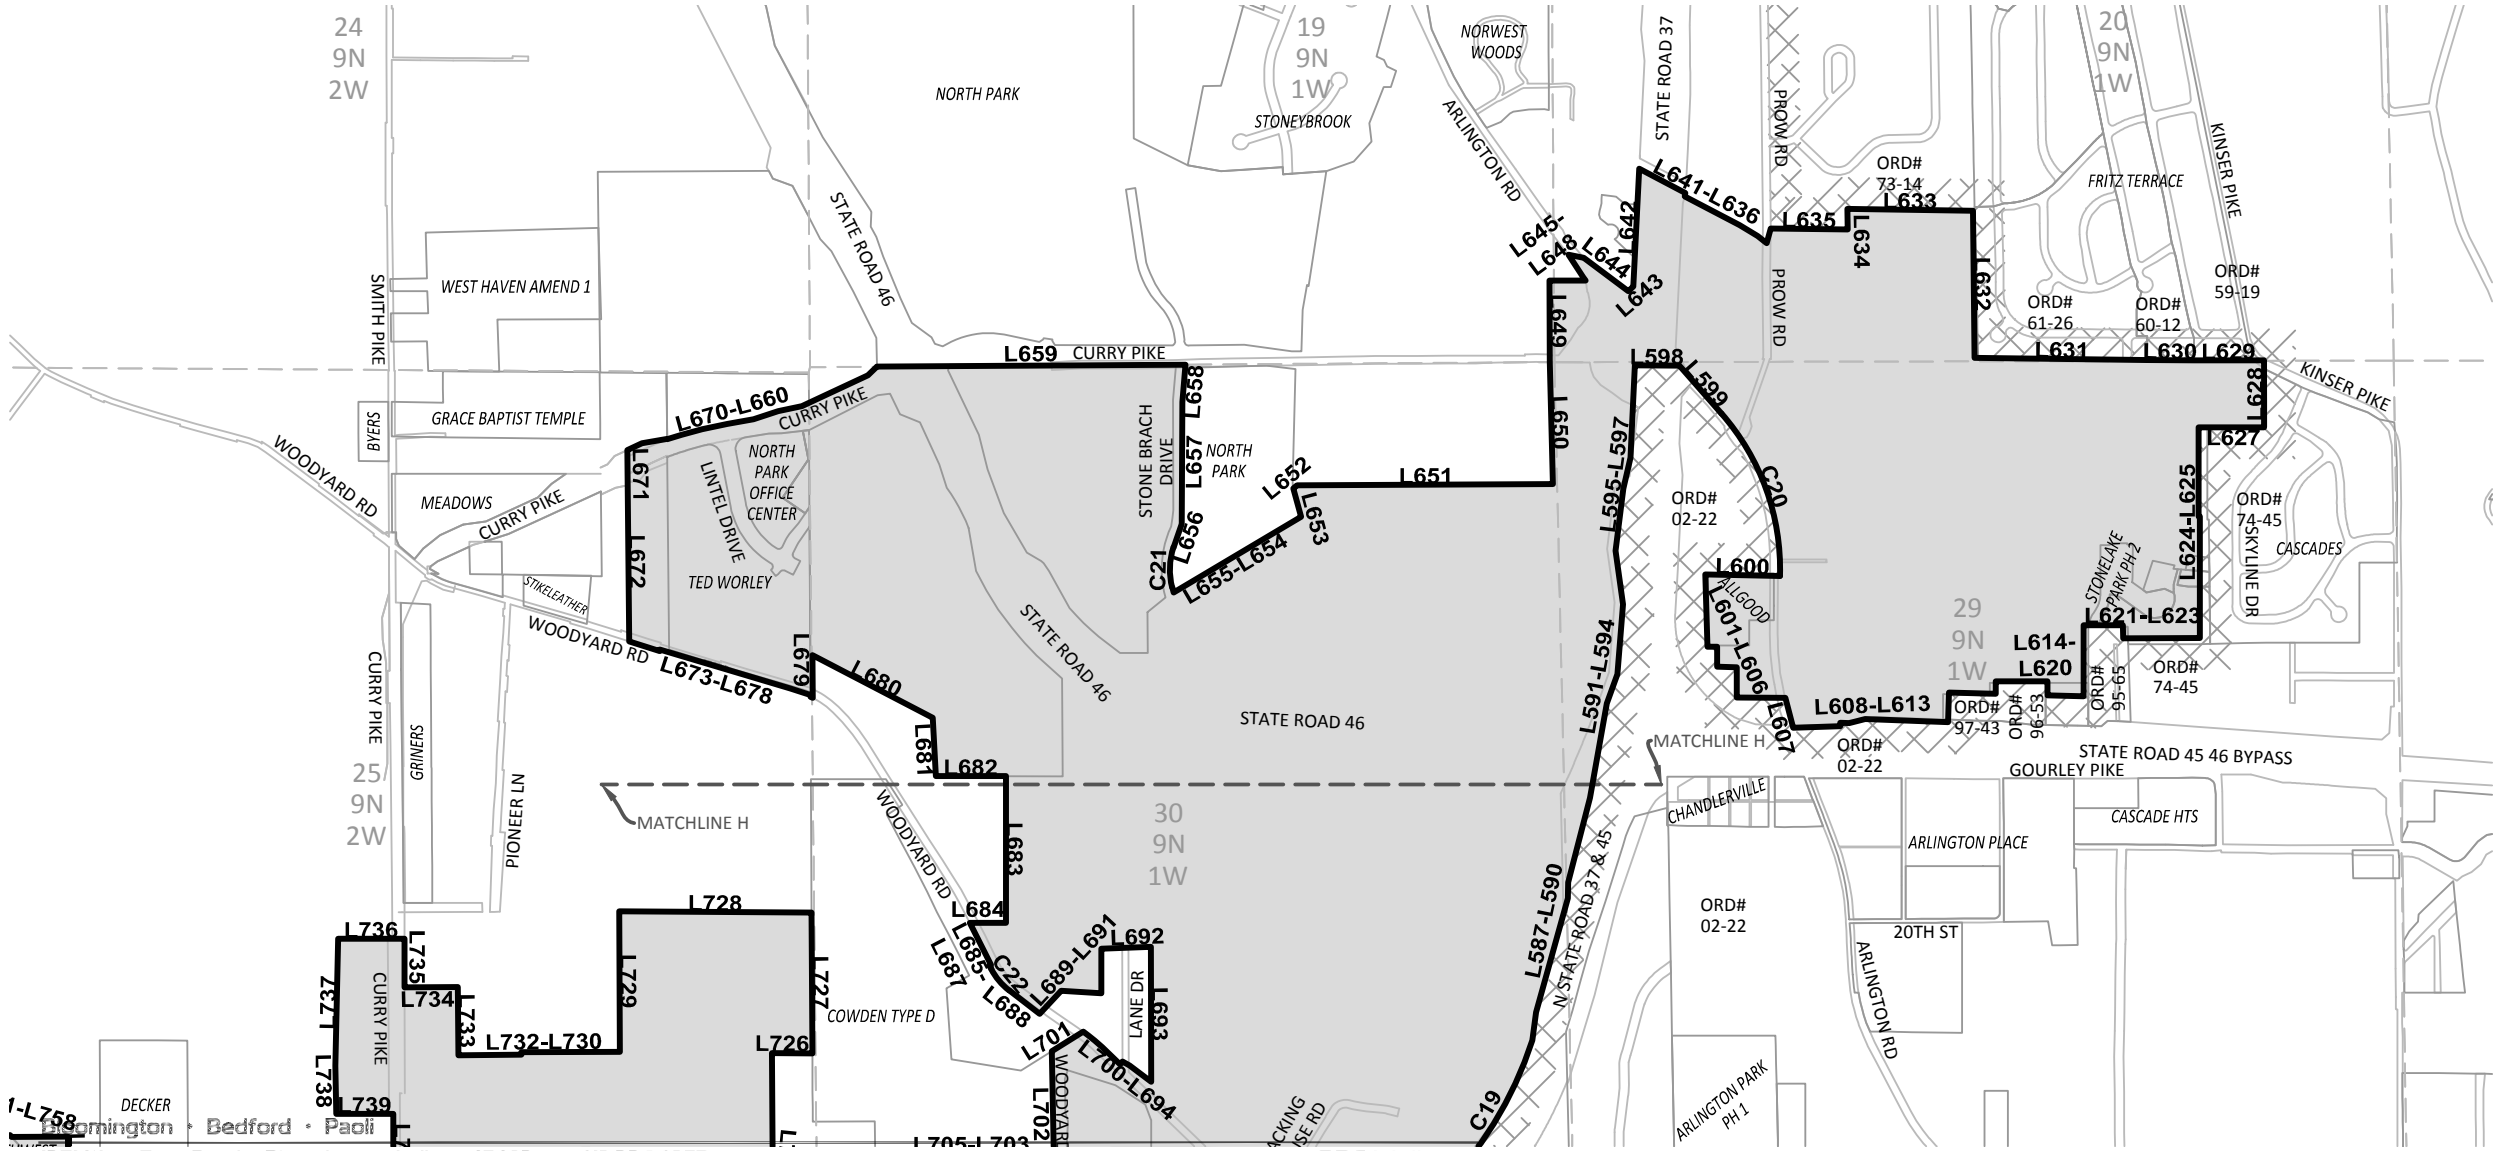 24
9N
2W
19
9N
1W
20
9N
1W
NORTH PARK
NORWEST
WOODS
STONEYBROOK
ARLINGTON RD
STATE ROAD 37
PROW RD
KINSER PIKE
FRITZ TERRACE
ORD#
73-14
L641-L636
L642
L635
L633
L634
L645-
L648
L644
L643
L632
ORD#
61-26
ORD#
60-12
ORD#
59-19
STATE ROAD 46
SMITH PIKE
WEST HAVEN AMEND 1
L649
PROW RD
L659
CURRY PIKE
L598
L631
L630
L629
L628
KINSER PIKE
L599
L658
L670-L660
CURRY PIKE
BYERS
GRACE BAPTIST TEMPLE
L650
L627
WOODYARD RD
MEADOWS
CURRY PIKE
L671
LINTEL DRIVE
NORTH
PARK
OFFICE
CENTER
STONE BRACH
DRIVE
L657
NORTH
PARK
L652
L651
L653
L595-L597
ORD#
02-22
C20
L624-L625
ORD#
74-45
SKYLINE DR
CASCADES
L672
STIKELEATHER
TED WORLEY
C21
L656
L655-L654
L600
ALLGOOD
L601-L606
STONELAKE
PARK PH 2
L621-L623
29
9N
1W
L614-
L620
ORD#
95-65
ORD#
74-45
WOODYARD RD
L673-L678
L679
L680
STATE ROAD 46
STATE ROAD 46
L591-L594
L607
L608-L613
ORD#
97-43
ORD#
96-53
ORD#
02-22
CURRY PIKE
GRINERS
L681
L682
MATCHLINE H
STATE ROAD 45 46 BYPASS
GOURLEY PIKE
25
9N
2W
PIONEER LN
MATCHLINE H
WOODYARD RD
L683
30
9N
1W
CHANDLERVILLE
ARLINGTON PLACE
CASCADE HTS
L587-L590
N STATE ROAD 37 & 45
ORD#
02-22
20TH ST
ARLINGTON RD
L728
L684
L685-
L687
C22
L688
L689-L691
L692
LANE DR
L693
L736
L735
L737
CURRY PIKE
L734
L733
L729
L727
L732-L730
L726
COWDEN TYPE D
L701
L700-L694
WOODYAR
L702
L738
L739
DECKER
1-L758
Bloomington • Bedford • Paoli
L7
L705-L703
ACKING
USE RD
C19
ARLINGTON PARK
PH 1